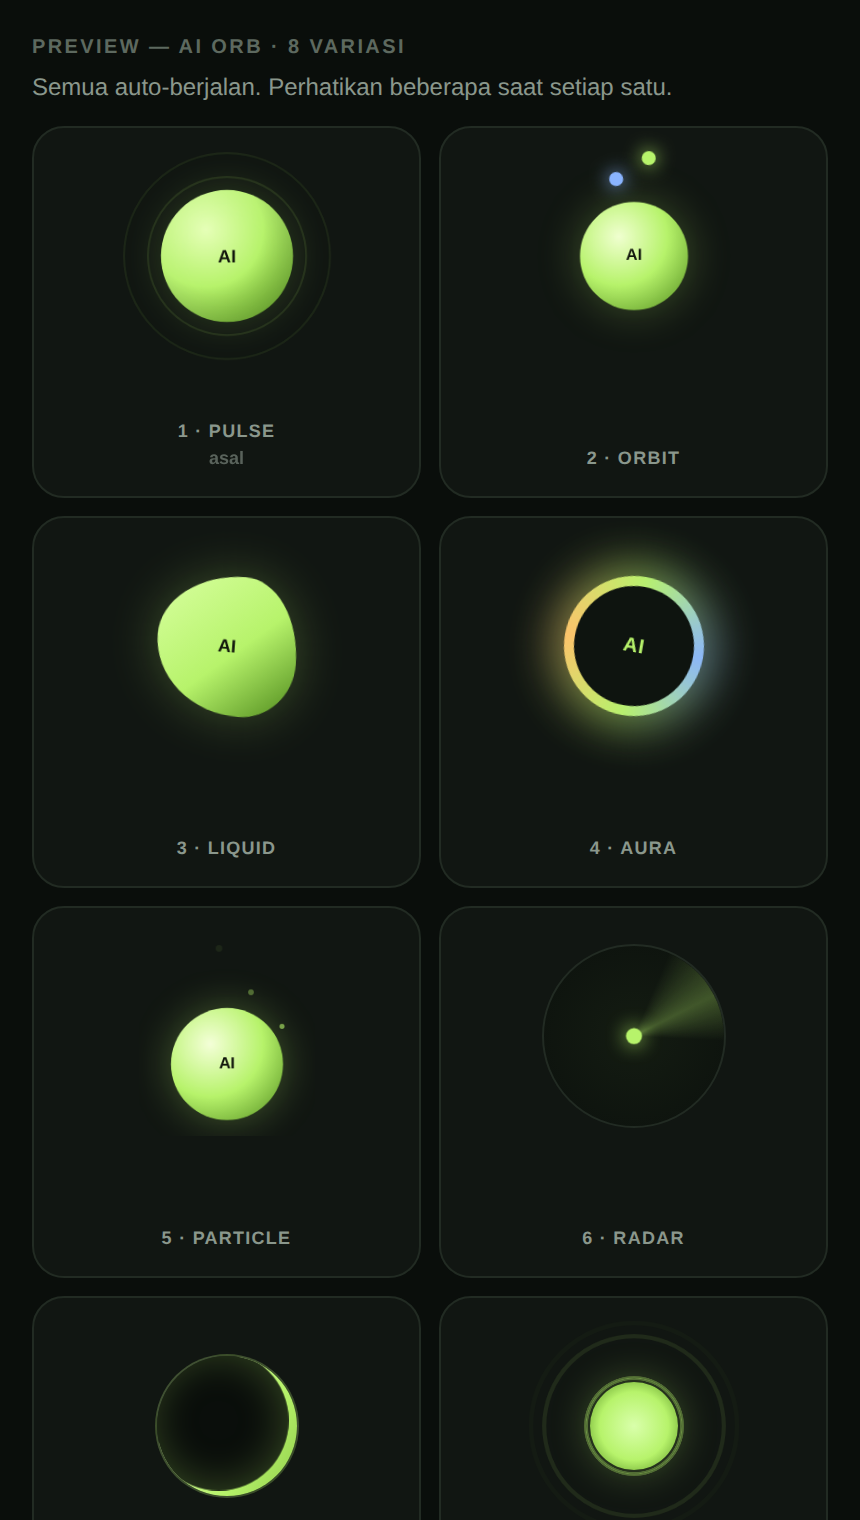 PREVIEW — AI ORB · 8 VARIASI
Semua auto-berjalan. Perhatikan beberapa saat setiap satu.
AI
1 · PULSE
asal
AI
2 · ORBIT
AI
3 · LIQUID
AI
4 · AURA
AI
5 · PARTICLE
6 · RADAR